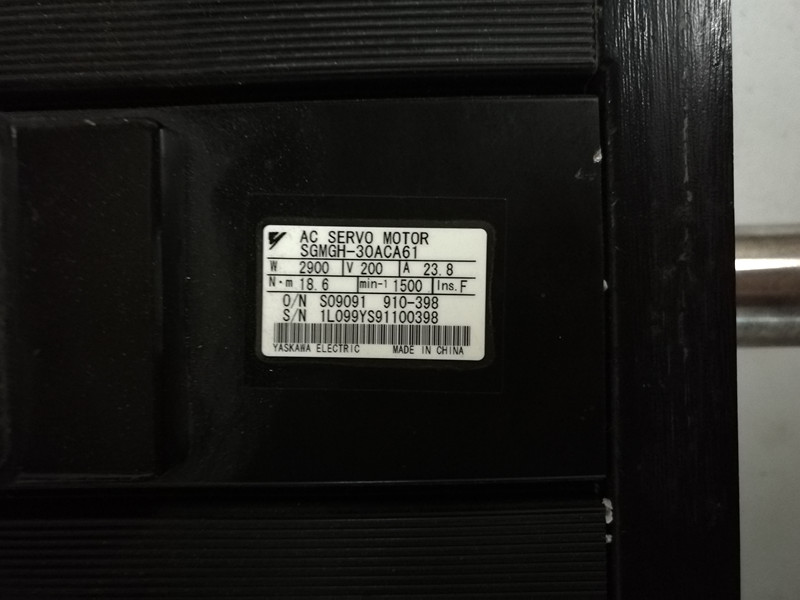 AC SERVO MOTOR
SGMGH-30ACA61
W 2900 V 200 A 23.8
N·m 18.6 min-1 1500 Ins. F
O/N S09091 910-398
S/N 1L099YS91100398
YASKAWA ELECTRIC MADE IN CHINA